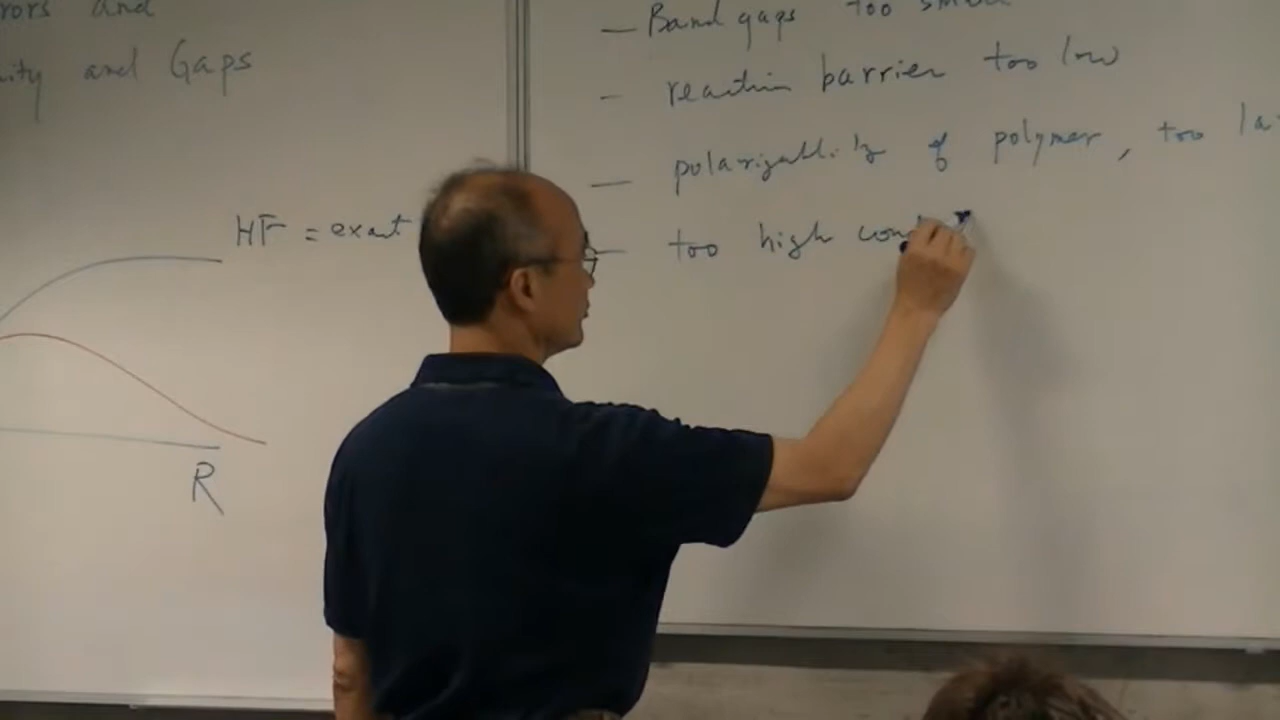 rors and
ity and Gaps
HF = exact
R
— Band gaps too small
- reaction barrier too low
— polarizability of polymer, too la
— too high con